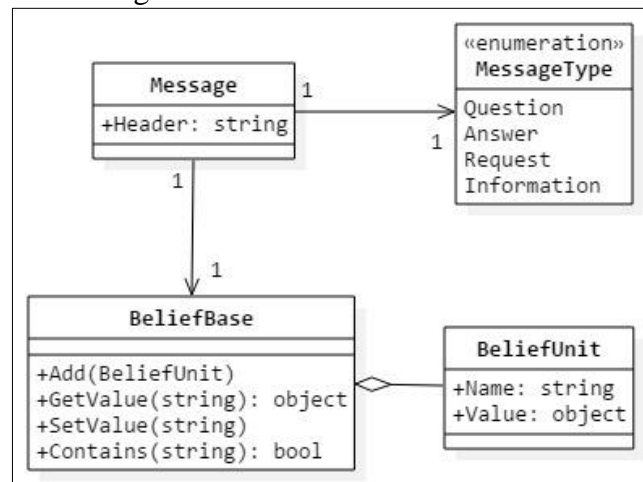 «enumeration»
MessageType
Question
Answer
Request
Information
Message
+Header: string
1
1
1
1
BeliefBase
+Add(BeliefUnit)
+GetValue(string): object
+SetValue(string)
+Contains(string): bool
BeliefUnit
+Name: string
+Value: object